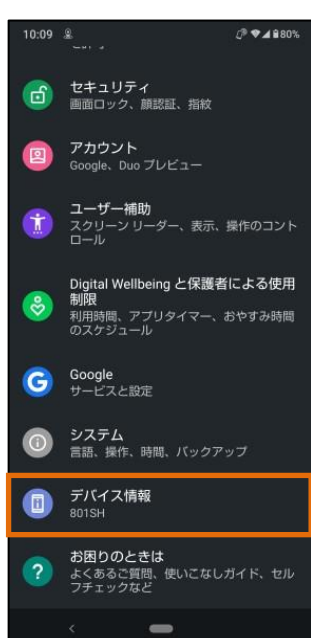 10:09
80%
セキュリティ
画面ロック、顔認証、指紋
アカウント
Google、Duo プレビュー
ユーザー補助
スクリーン リーダー、表示、操作のコント
ロール
Digital Wellbeing と保護者による使用
制限
利用時間、アプリタイマー、おやすみ時間
のスケジュール
Google
サービスと設定
システム
言語、操作、時間、バックアップ
デバイス情報
801SH
お困りのときは
よくあるご質問、使いこなしガイド、セル
フチェックなど